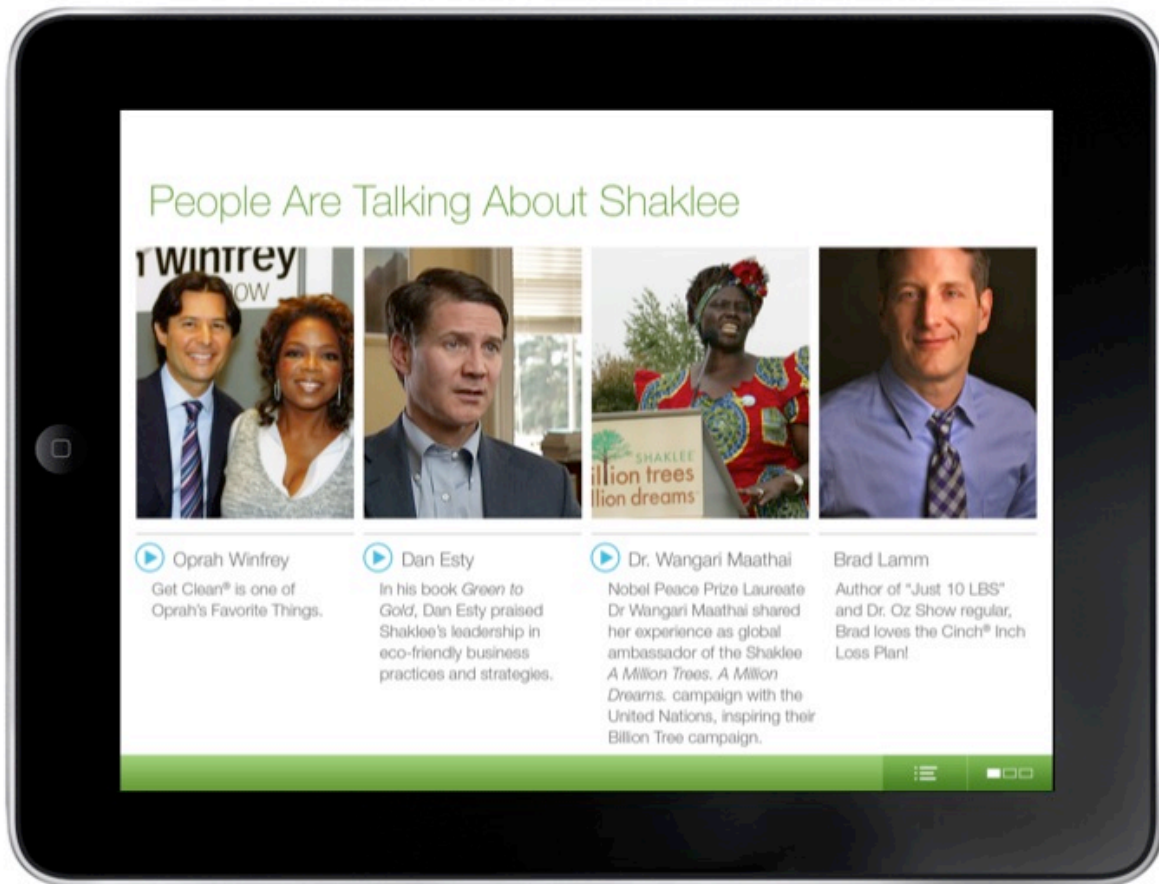 People Are Talking About Shaklee
n Winfrey
OW
SHAKLEE
illion trees
llion dreams™
Oprah Winfrey
Get Clean® is one of
Oprah's Favorite Things.
Dan Esty
In his book Green to
Gold, Dan Esty praised
Shaklee's leadership in
eco-friendly business
practices and strategies.
Dr. Wangari Maathai
Nobel Peace Prize Laureate
Dr Wangari Maathai shared
her experience as global
ambassador of the Shaklee
A Million Trees. A Million
Dreams. campaign with the
United Nations, inspiring their
Billion Tree campaign.
Brad Lamm
Author of "Just 10 LBS"
and Dr. Oz Show regular,
Brad loves the Cinch® Inch
Loss Plan!